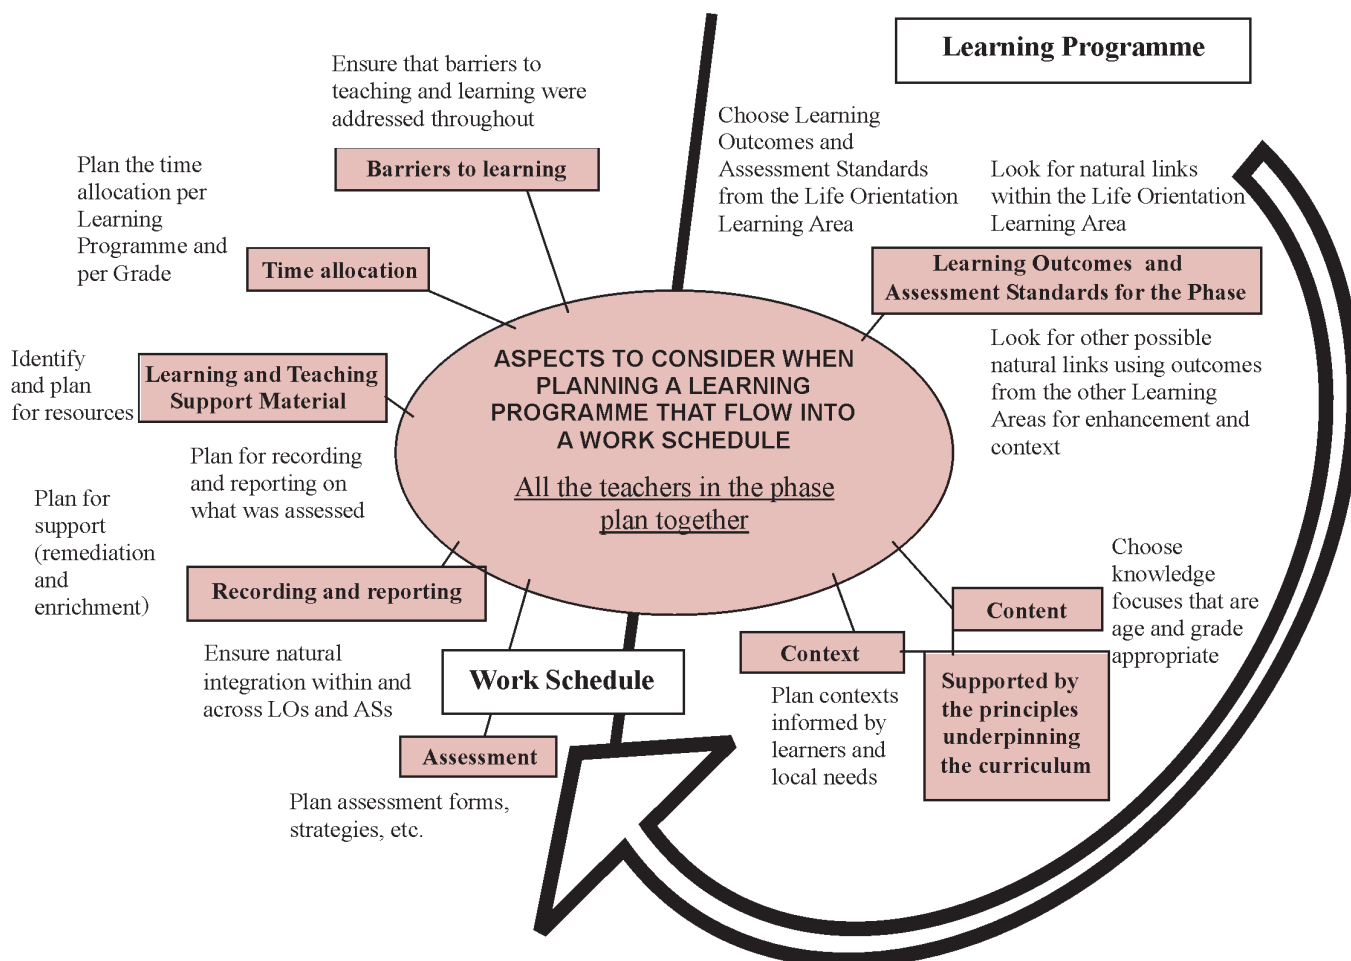 Learning Programme
Ensure that barriers to
teaching and learning were
addressed throughout
Barriers to learning
Plan the time
allocation per
Learning
Programme and
per Grade
Time allocation
Choose Learning
Outcomes and
Assessment Standards
from the Life Orientation
Learning Area
Look for natural links
within the Life Orientation
Learning Area
Learning Outcomes and
Assessment Standards for the Phase
Look for other possible
natural links using outcomes
from the other Learning
Areas for enhancement and
context
Identify
and plan
for resources
Learning and Teaching
Support Material
ASPECTS TO CONSIDER WHEN
PLANNING A LEARNING
PROGRAMME THAT FLOW INTO
A WORK SCHEDULE
All the teachers in the phase
plan together
Plan for recording
and reporting on
what was assessed
Plan for
support
(remediation
and
enrichment)
Recording and reporting
Ensure natural
integration within and
across LOs and ASs
Work Schedule
Assessment
Plan assessment forms,
strategies, etc.
Context
Plan contexts
informed by
learners and
local needs
Content
Choose
knowledge
focuses that are
age and grade
appropriate
Supported by
the principles
underpinning
the curriculum